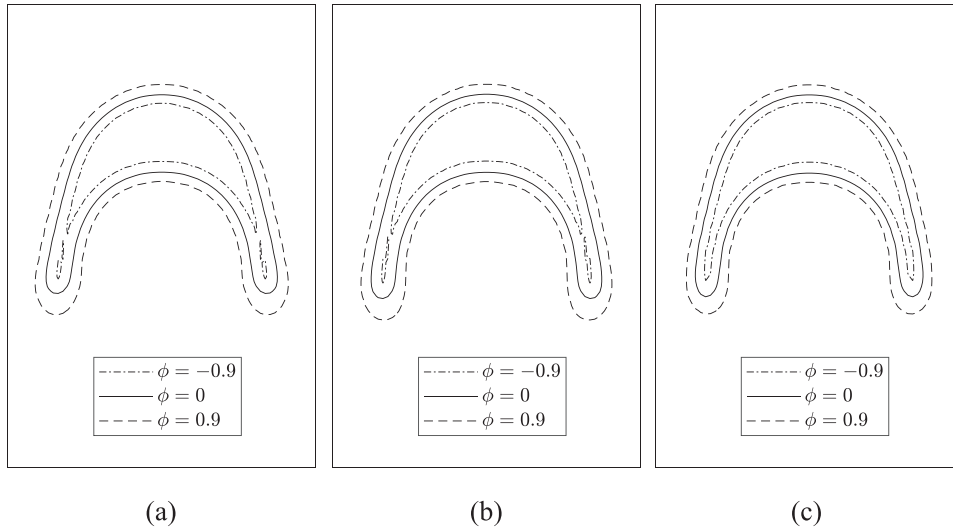 ϕ = −0.9
ϕ = 0
ϕ = 0.9
ϕ = −0.9
ϕ = 0
ϕ = 0.9
ϕ = −0.9
ϕ = 0
ϕ = 0.9
(a) (b) (c)